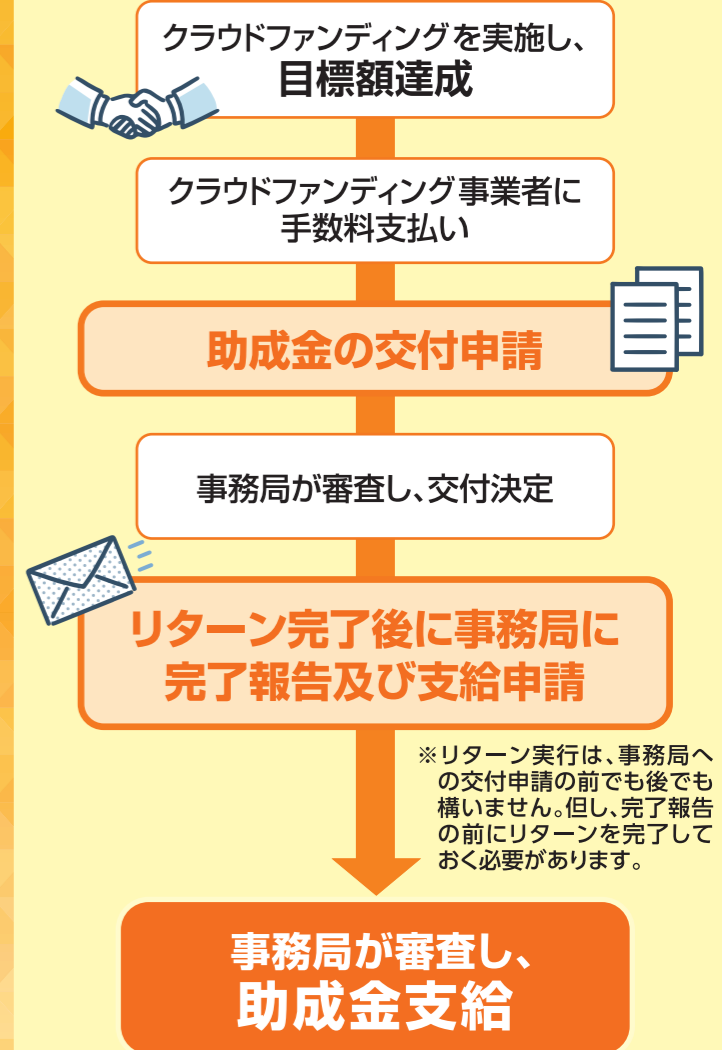 クラウドファンディングを実施し、
目標額達成
クラウドファンディング事業者に
手数料支払い
助成金の交付申請
事務局が審査し、交付決定
リターン完了後に事務局に
完了報告及び支給申請
※リターン実行は、事務局へ
の交付申請の前でも後でも
構いません。但し、完了報告
の前にリターンを完了して
おく必要があります。
事務局が審査し、
助成金支給